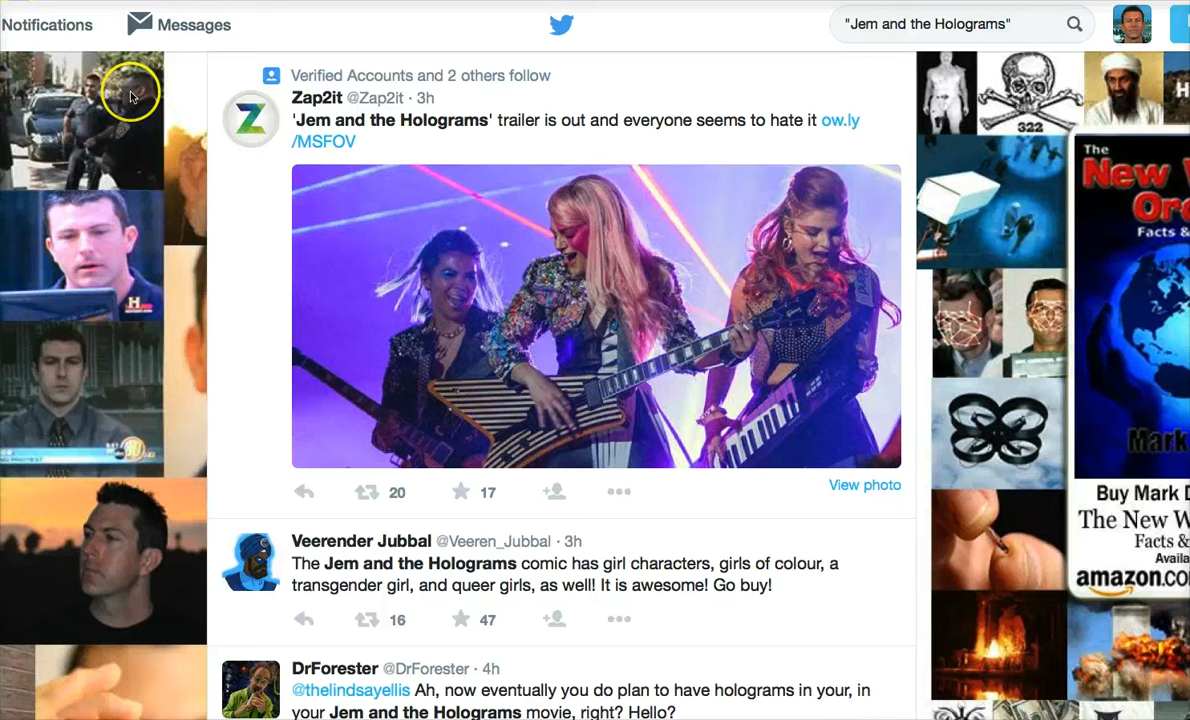 Notifications
Messages
"Jem and the Holograms"
Verified Accounts and 2 others follow
Zap2it @Zap2it · 3h
'Jem and the Holograms' trailer is out and everyone seems to hate it ow.ly
/MSFOV
20
17
View photo
Veerender Jubbal @Veeren_Jubbal · 3h
The Jem and the Holograms comic has girl characters, girls of colour, a
transgender girl, and queer girls, as well! It is awesome! Go buy!
16
47
DrForester @DrForester · 4h
@thelindsayellis Ah, now eventually you do plan to have holograms in your, in
your Jem and the Holograms movie, right? Hello?
H
322
H
The
New W
Ord
Facts &
Mark
Buy Mark D
The New W
Facts &
Availa
amazon.co